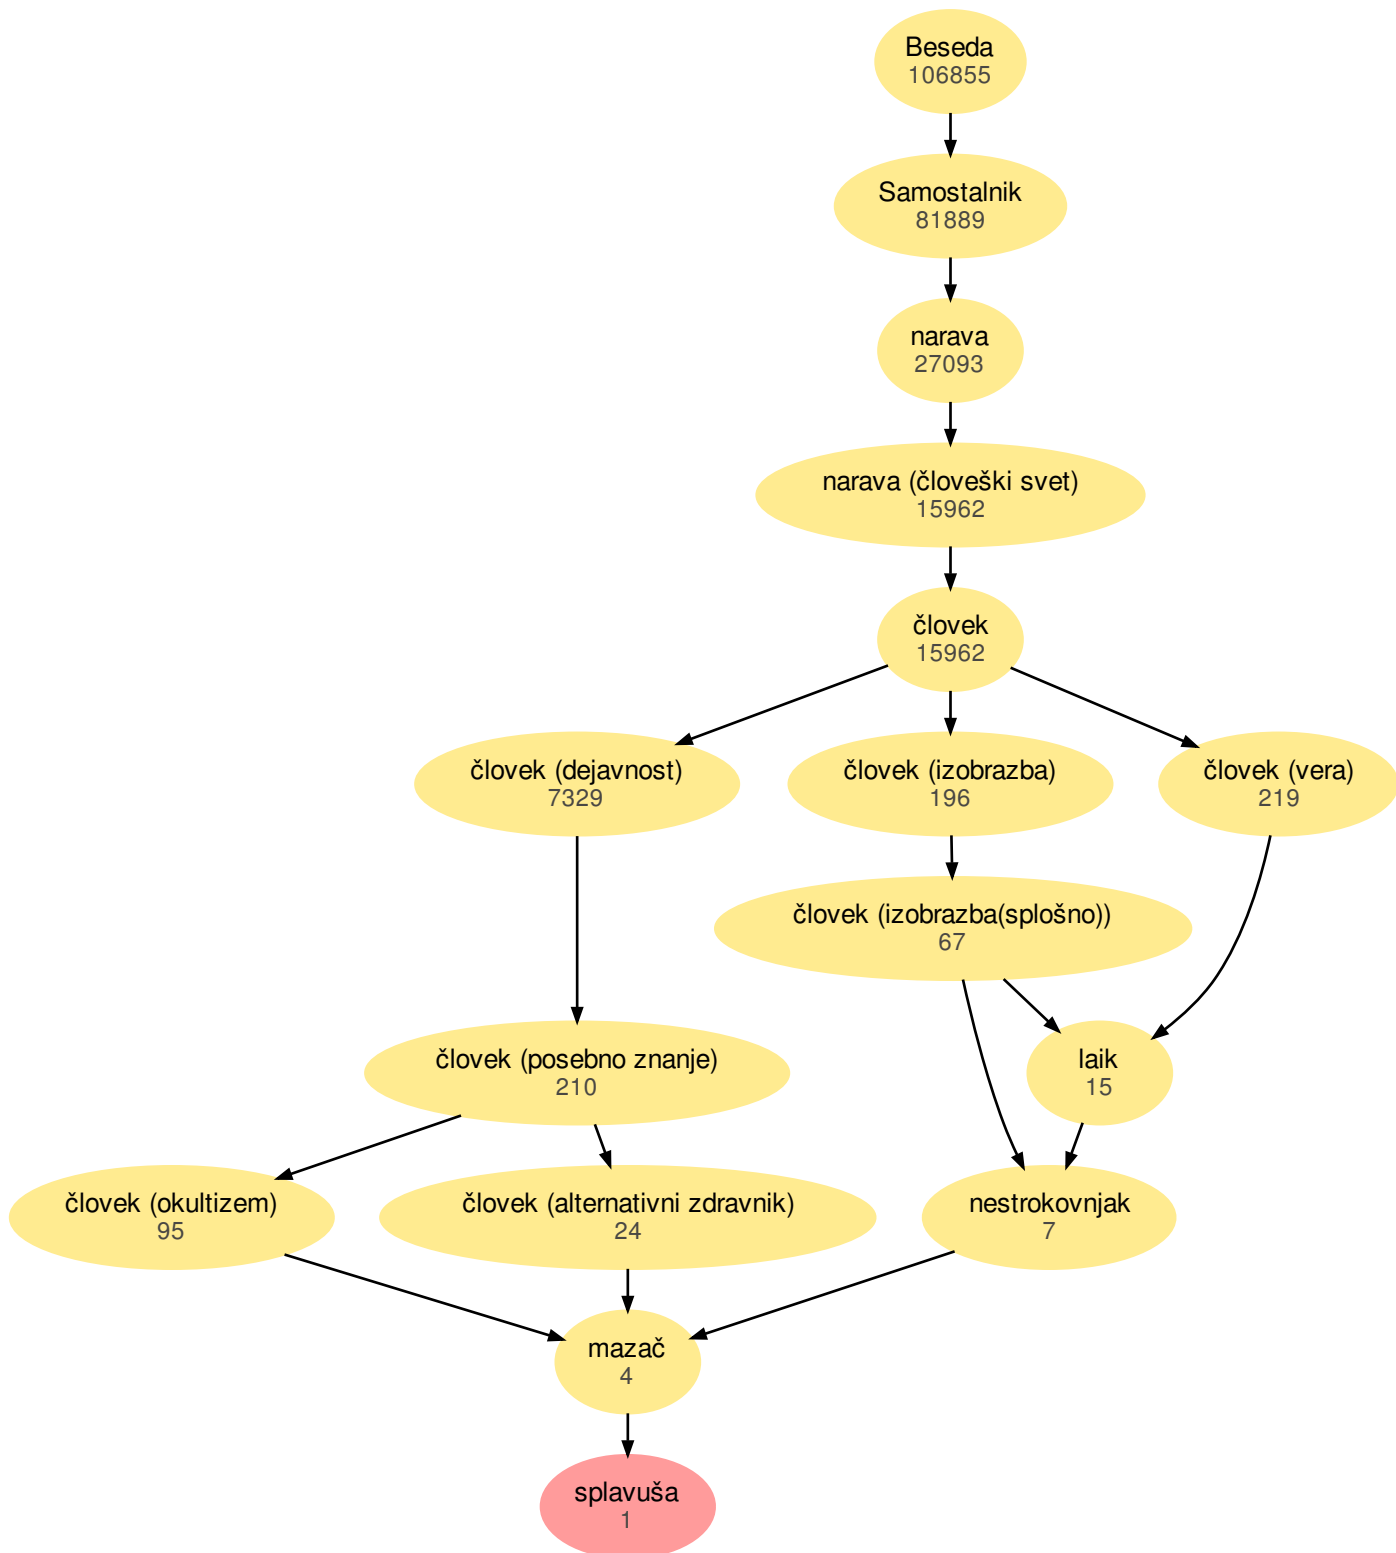 Beseda
106855
Samostalnik
81889
narava
27093
narava (človeški svet)
15962
človek
15962
človek (dejavnost)
7329
človek (izobrazba)
196
človek (vera)
219
človek (izobrazba(splošno))
67
človek (posebno znanje)
210
laik
15
človek (okultizem)
95
človek (alternativni zdravnik)
24
nestrokovnjak
7
mazač
4
splavuša
1